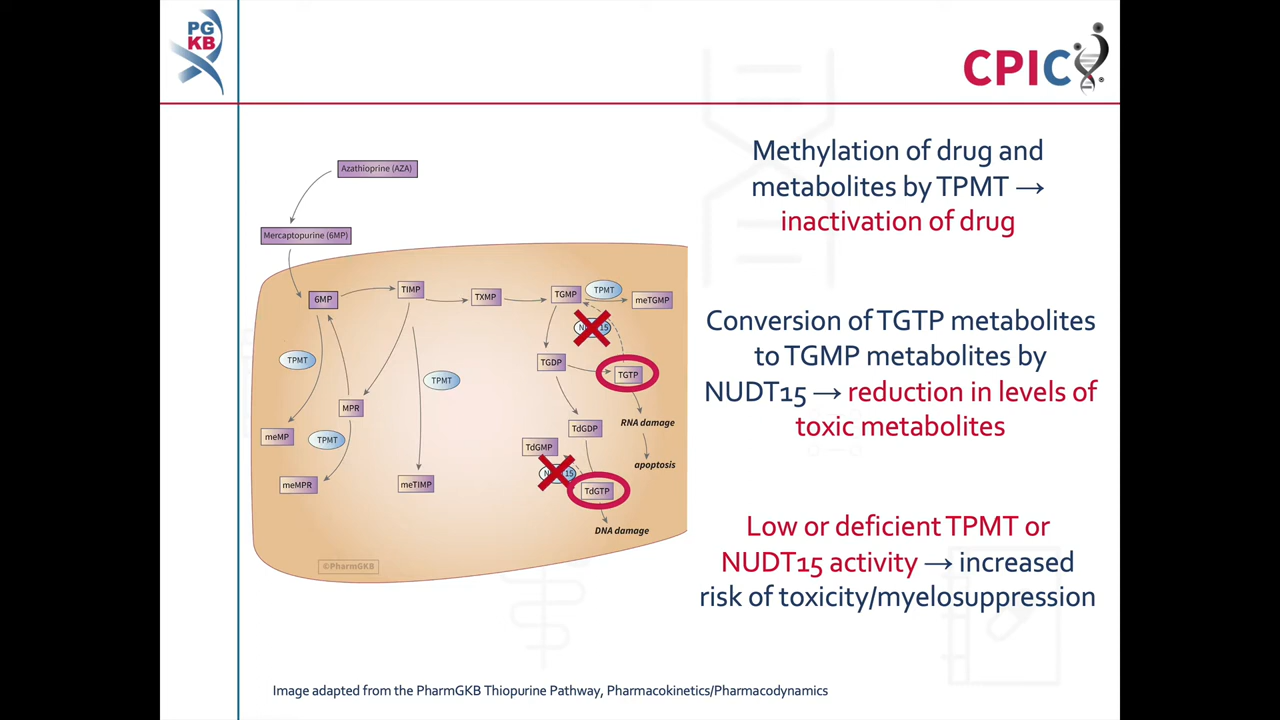 PG
KB
CPIC
Methylation of drug and
metabolites by TPMT →
inactivation of drug
Conversion of TGTP metabolites
to TGMP metabolites by
NUDT15 → reduction in levels of
toxic metabolites
Low or deficient TPMT or
NUDT15 activity → increased
risk of toxicity/myelosuppression
Azathioprine (AZA)
Mercaptopurine (6MP)
6MP
TIMP
TXMP
TGMP
TPMT
meTGMP
TPMT
TGDP
TGTP
TPMT
MPR
RNA damage
meMP
TPMT
TdGDP
TdGMP
apoptosis
meMPR
meTIMP
TdGTP
DNA damage
©PharmGKB
Image adapted from the PharmGKB Thiopurine Pathway, Pharmacokinetics/Pharmacodynamics